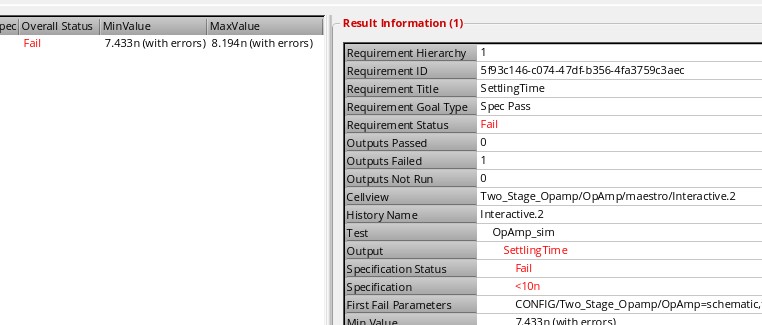 pec Overall Status MinValue MaxValue
Fail 7.433n (with errors) 8.194n (with errors)
Result Information (1)
Requirement Hierarchy 1
Requirement ID 5f93c146-c074-47df-b356-4fa3759c3aec
Requirement Title SettlingTime
Requirement Goal Type Spec Pass
Requirement Status Fail
Outputs Passed 0
Outputs Failed 1
Outputs Not Run 0
Cellview Two_Stage_Opamp/OpAmp/maestro/Interactive.2
History Name Interactive.2
Test OpAmp_sim
Output SettlingTime
Specification Status Fail
Specification <10n
First Fail Parameters CONFIG/Two_Stage_Opamp/OpAmp=schematic,
Min Value 7.433n (with errors)